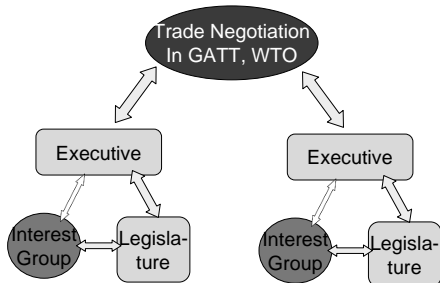 Trade Negotiation
In GATT, WTO
Executive
Executive
Interest
Group
Legisla-
ture
Interest
Group
Legisla-
ture